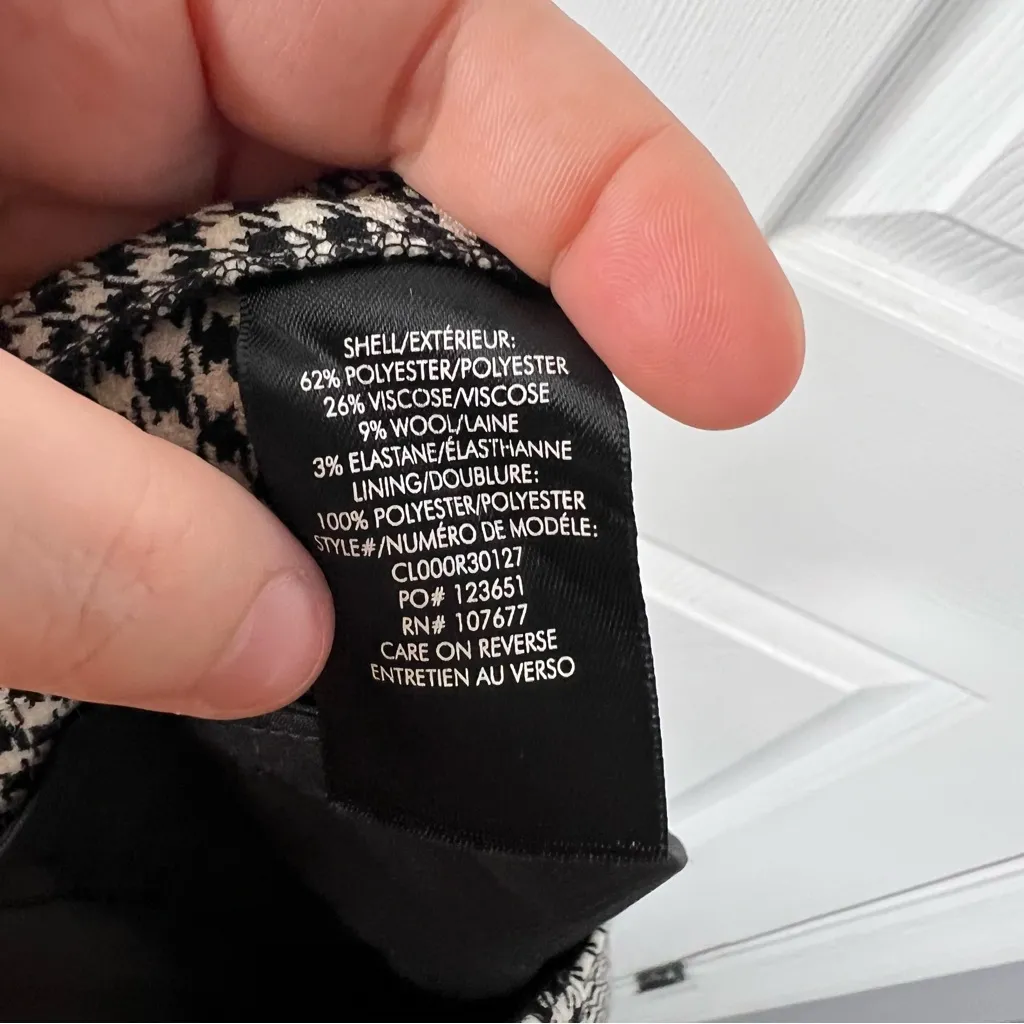 SHELL/EXTÉRIEUR:
62% POLYESTER/POLYESTER
26% VISCOSE/VISCOSE
9% WOOL/LAINE
3% ELASTANE/ÉLASTHANNE
LINING/DOUBLURE:
100% POLYESTER/POLYESTER
STYLE#/NUMÉRO DE MODÉLE:
CL000R30127
PO# 123651
RN# 107677
CARE ON REVERSE
ENTRETIEN AU VERSO